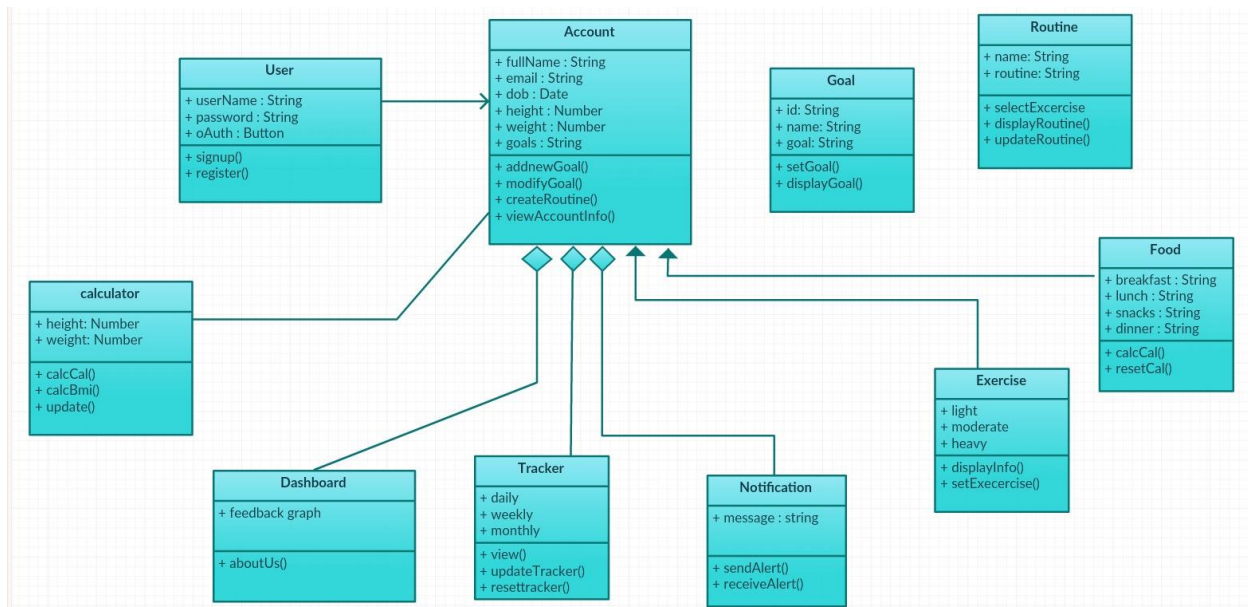 User
+ userName : String
+ password : String
+ oAuth : Button
+ signup()
+ register()
Account
+ fullName : String
+ email : String
+ dob : Date
+ height : Number
+ weight : Number
+ goals : String
+ addnewGoal()
+ modifyGoal()
+ createRoutine()
+ viewAccountInfo()
Goal
+ id: String
+ name: String
+ goal: String
+ setGoal()
+ displayGoal()
Routine
+ name: String
+ routine: String
+ selectExcercise
+ displayRoutine()
+ updateRoutine()
calculator
+ height: Number
+ weight: Number
+ calcCal()
+ calcBmi()
+ update()
Food
+ breakfast : String
+ lunch : String
+ snacks : String
+ dinner : String
+ calcCal()
+ resetCal()
Exercise
+ light
+ moderate
+ heavy
+ displayInfo()
+ setExecercise()
Dashboard
+ feedback graph
+ aboutUs()
Tracker
+ daily
+ weekly
+ monthly
+ view()
+ updateTracker()
+ resettracker()
Notification
+ message : string
+ sendAlert()
+ receiveAlert()